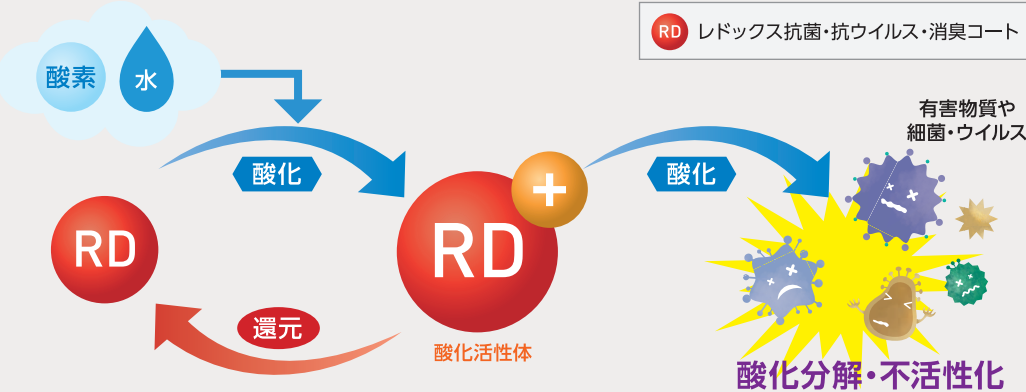 RD レドックス抗菌・抗ウイルス・消臭コート
酸素
水
有害物質や
細菌・ウイルス
酸化
酸化
RD
RD
+
還元
酸化活性体
酸化分解・不活性化